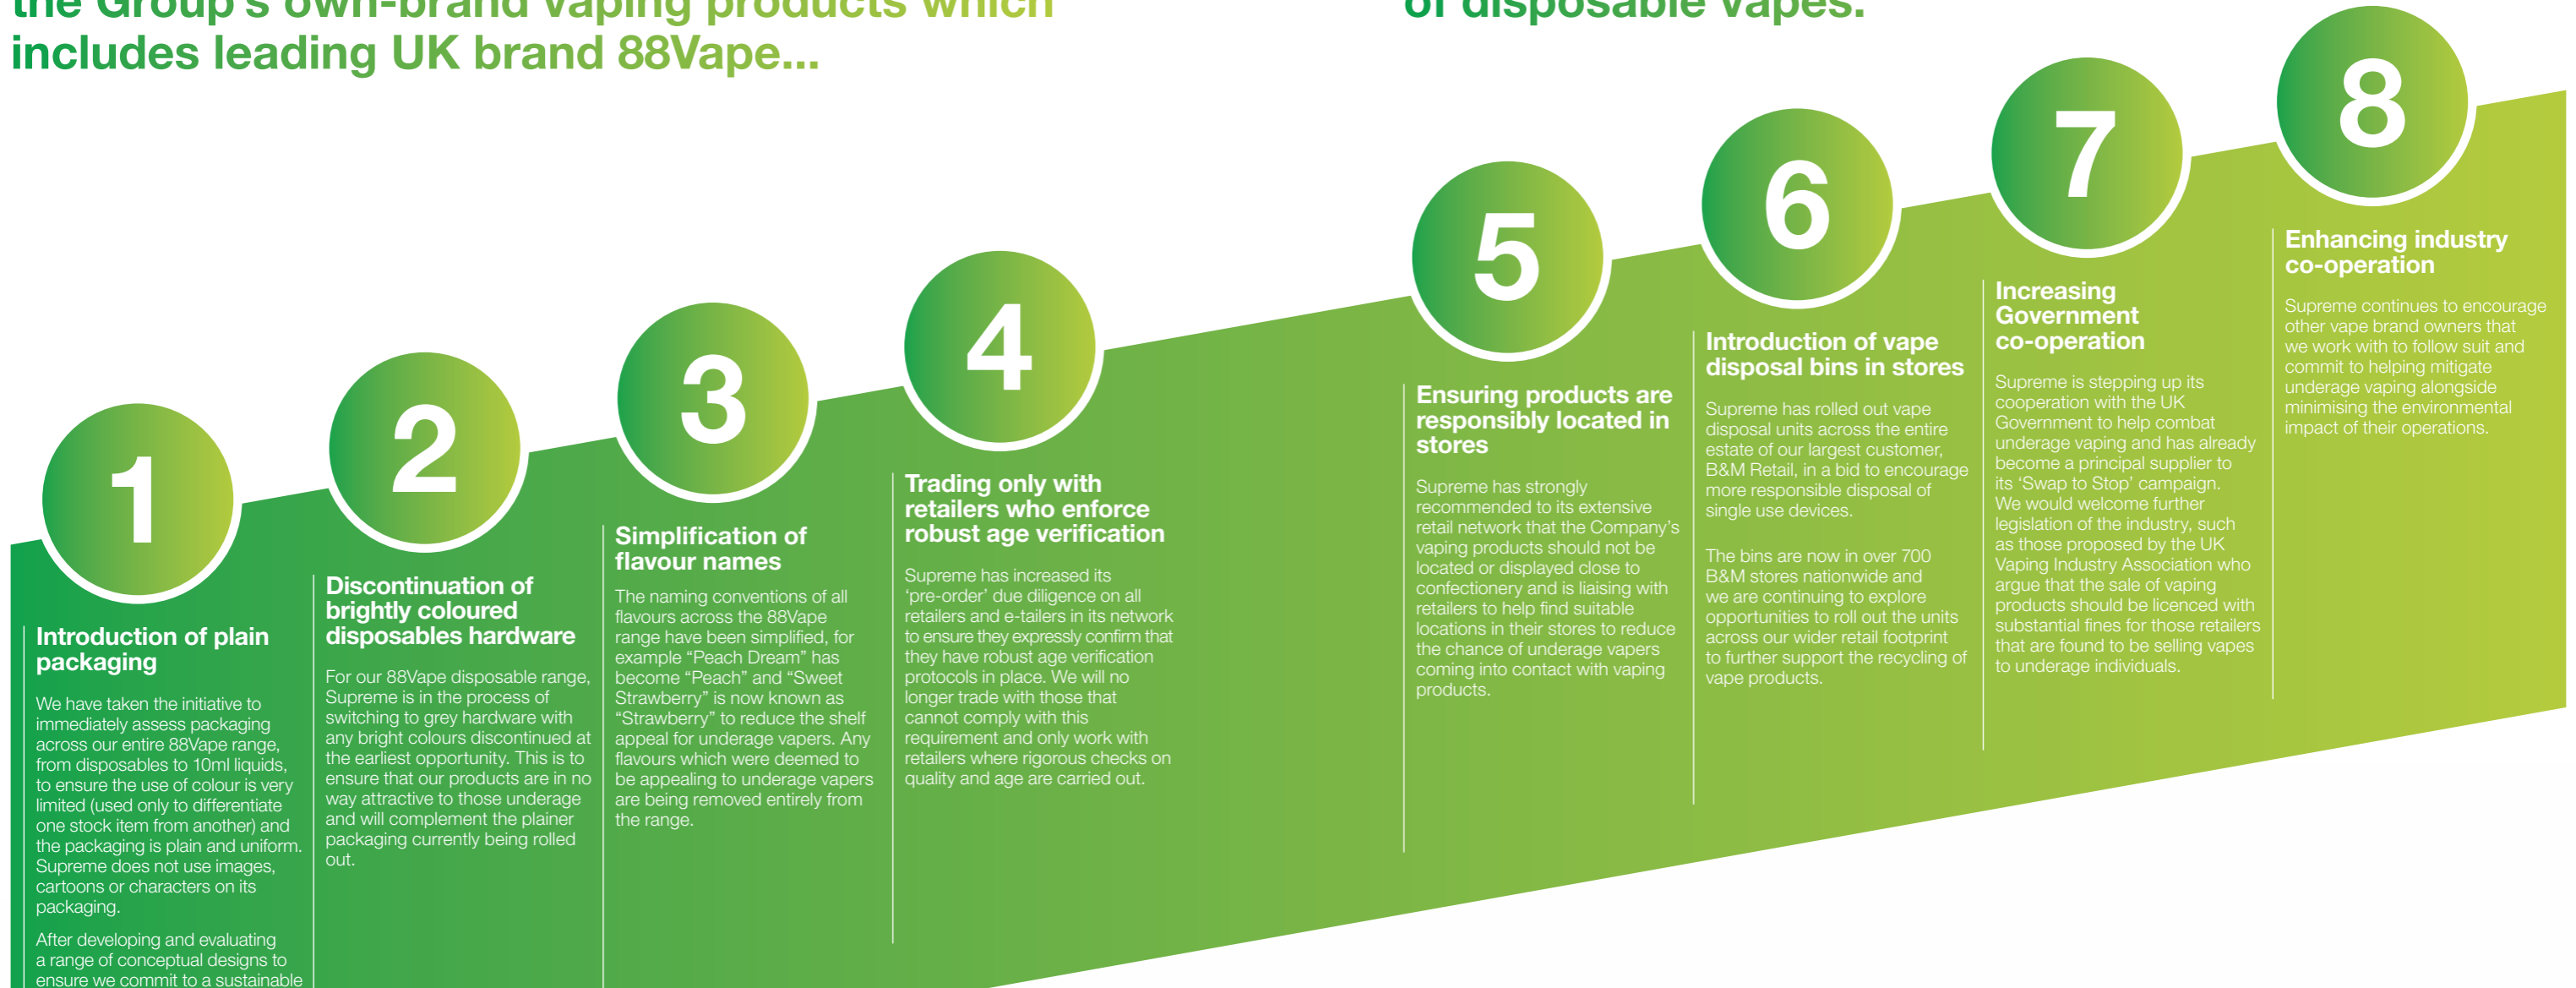 the Group's own-brand vaping products which
includes leading UK brand 88Vape...
of disposable vapes.
1
Introduction of plain
packaging
We have taken the initiative to
immediately assess packaging
across our entire 88Vape range,
from disposables to 10ml liquids,
to ensure the use of colour is very
limited (used only to differentiate
one stock item from another) and
the packaging is plain and uniform.
Supreme does not use images,
cartoons or characters on its
packaging.
After developing and evaluating
a range of conceptual designs to
ensure we commit to a sustainable
2
Discontinuation of
brightly coloured
disposables hardware
For our 88Vape disposable range,
Supreme is in the process of
switching to grey hardware with
any bright colours discontinued at
the earliest opportunity. This is to
ensure that our products are in no
way attractive to those underage
and will complement the plainer
packaging currently being rolled
out.
3
Simplification of
flavour names
The naming conventions of all
flavours across the 88Vape
range have been simplified, for
example “Peach Dream” has
become “Peach” and “Sweet
Strawberry” is now known as
“Strawberry” to reduce the shelf
appeal for underage vapers. Any
flavours which were deemed to
be appealing to underage vapers
are being removed entirely from
the range.
4
Trading only with
retailers who enforce
robust age verification
Supreme has increased its
‘pre-order’ due diligence on all
retailers and e-tailers in its network
to ensure they expressly confirm that
they have robust age verification
protocols in place. We will no
longer trade with those that
cannot comply with this
requirement and only work with
retailers where rigorous checks on
quality and age are carried out.
5
Ensuring products are
responsibly located in
stores
Supreme has strongly
recommended to its extensive
retail network that the Company’s
vaping products should not be
located or displayed close to
confectionery and is liaising with
retailers to help find suitable
locations in their stores to reduce
the chance of underage vapers
coming into contact with vaping
products.
6
Introduction of vape
disposal bins in stores
Supreme has rolled out vape
disposal units across the entire
estate of our largest customer,
B&M Retail, in a bid to encourage
more responsible disposal of
single use devices.
The bins are now in over 700
B&M stores nationwide and
we are continuing to explore
opportunities to roll out the units
across our wider retail footprint
to further support the recycling of
vape products.
7
Increasing
Government
co-operation
Supreme is stepping up its
cooperation with the UK
Government to help combat
underage vaping and has already
become a principal supplier to
its ‘Swap to Stop’ campaign.
We would welcome further
legislation of the industry, such
as those proposed by the UK
Vaping Industry Association who
argue that the sale of vaping
products should be licenced with
substantial fines for those retailers
that are found to be selling vapes
to underage individuals.
8
Enhancing industry
co-operation
Supreme continues to encourage
other vape brand owners that
we work with to follow suit and
commit to helping mitigate
underage vaping alongside
minimising the environmental
impact of their operations.